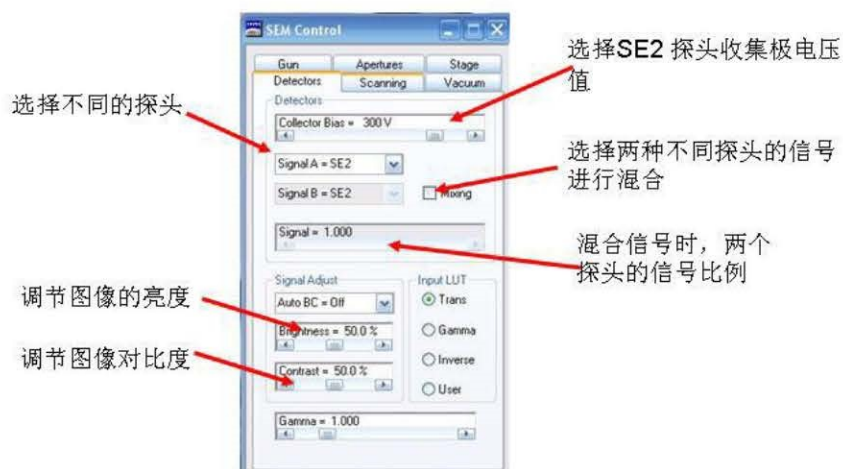 SEM Control
Gun Apertures Stage
Detectors Scanning Vacuum
Detectors
Collector Bias = 300 V
Signal A = SE2
Signal B = SE2
Mixing
Signal = 1.000
Signal Adjust
Input LUT
Auto BC = Off
Trans
Brightness = 50.0 %
Gamma
Contrast = 50.0 %
Inverse
User
Gamma = 1.000
选择不同的探头
调节图像的亮度
调节图像对比度
选择SE2 探头收集极电压
值
选择两种不同探头的信号
进行混合
混合信号时，两个
探头的信号比例